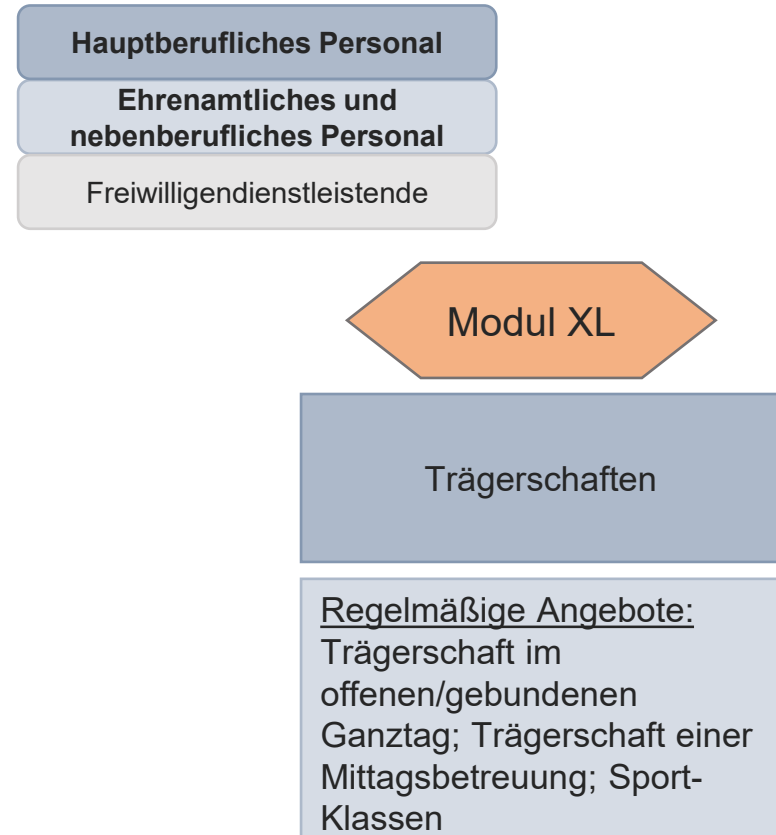 Hauptberufliches Personal
Ehrenamtliches und
nebenberufliches Personal
Freiwilligendienstleistende
Modul XL
Trägerschaften
Regelmäßige Angebote:
Trägerschaft im
offenen/gebundenen
Ganztag; Trägerschaft einer
Mittagsbetreuung; Sport-
Klassen